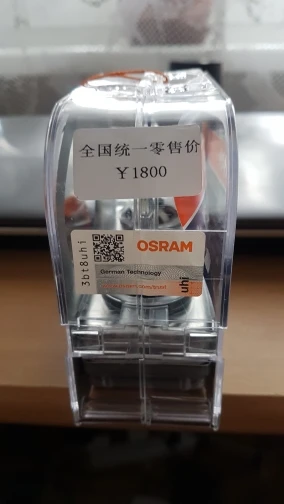 全国统一零售价
￥1800
3bt8uhi
OSRAM
German Technology
uhi